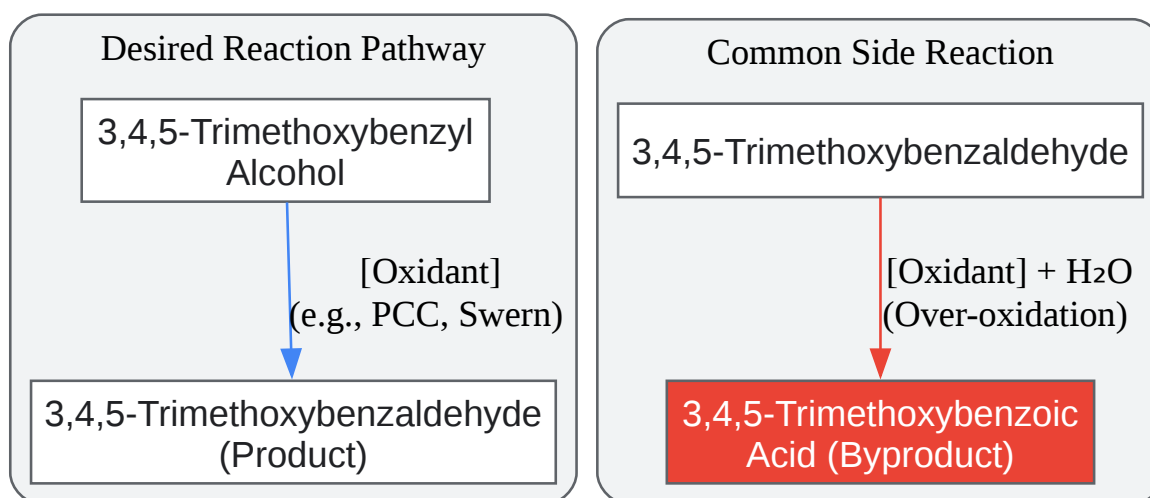 Desired Reaction Pathway
3,4,5-Trimethoxybenzyl
Alcohol
[Oxidant]
(e.g., PCC, Swern)
3,4,5-Trimethoxybenzaldehyde
(Product)
Common Side Reaction
3,4,5-Trimethoxybenzaldehyde
[Oxidant] + H₂O
(Over-oxidation)
3,4,5-Trimethoxybenzoic
Acid (Byproduct)